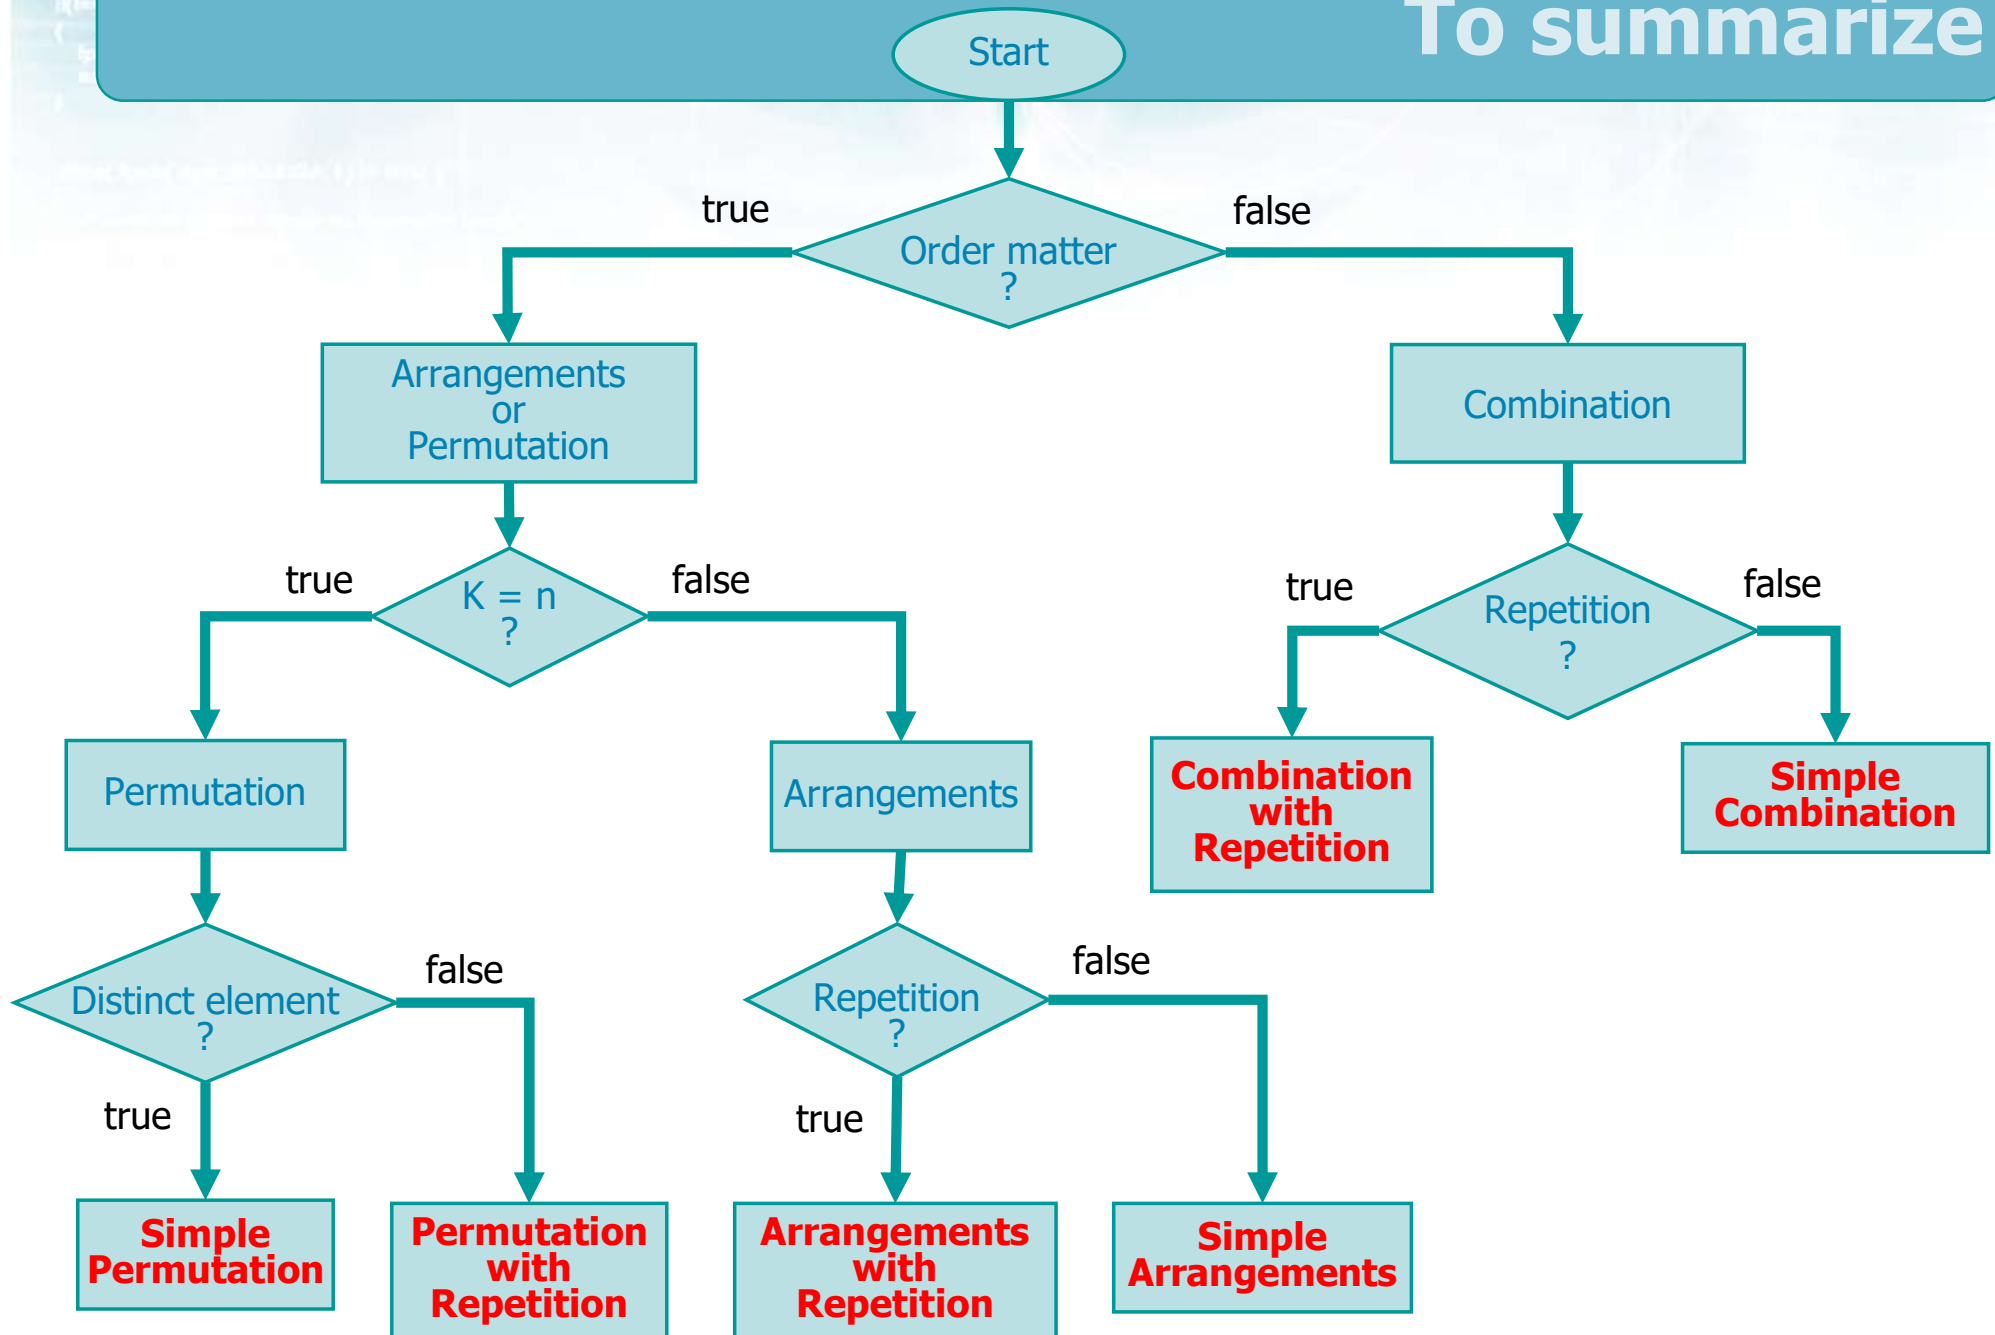 To summarize
Start
true
false
Order matter
?
Arrangements
or
Permutation
Combination
true
K = n
?
false
true
Repetition
?
false
Permutation
Arrangements
Combination
with
Repetition
Simple
Combination
Distinct element
?
false
Repetition
?
false
true
true
Simple
Permutation
Permutation
with
Repetition
Arrangements
with
Repetition
Simple
Arrangements